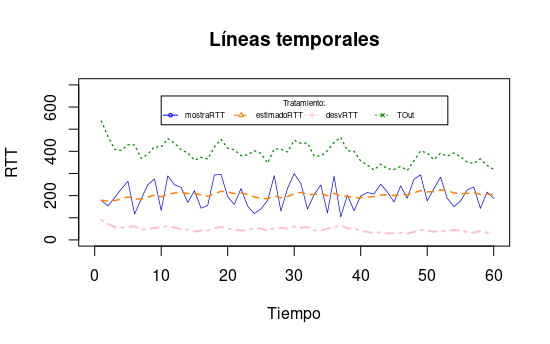 Líneas temporales
Tratamiento:
mostraRTT estimadoRTT desvRTT TOut
RTT
600
400
200
0
0 10 20 30 40 50 60
Tiempo